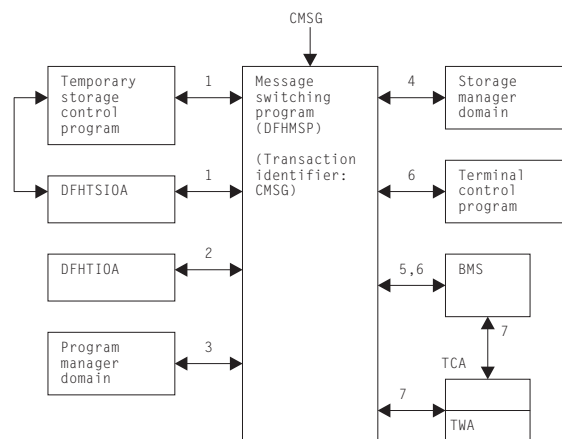 CMSG
Temporary
storage
control
program
1
Message
switching
program
(DFHMSP)
(Transaction
identifier:
CMSG)
4
Storage
manager
domain
DFHTSIOA
1
6
Terminal
control
program
DFHTIOA
2
5,6
BMS
7
Program
manager
domain
3
TCA
7
TWA